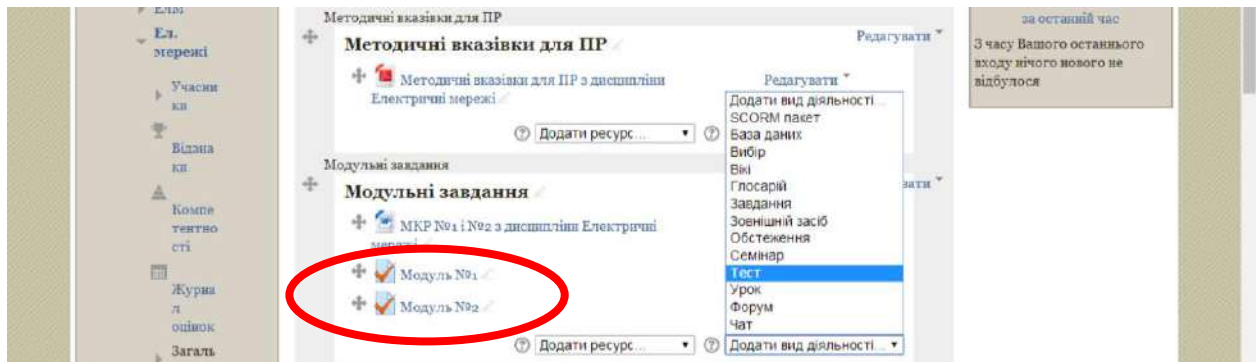 Елм
Ел.
мережі
Учасни
ки
Відзна
ки
Компе
тентно
сті
Журна
л
оцінок
Загаль
Методичні вказівки для ПР
Методичні вказівки для ПР
Редагувати
Методичні вказівки для ПР з дисципліни
Електричні мережі
Редагувати
Додати ресурс...
Модульні завдання
Модульні завдання
вати
МКР №1 і №2 з дисципліни Електричні
мережі
Модуль №1
Модуль №2
Додати ресурс...
Додати вид діяльності...
SCORM пакет
База даних
Вибір
Вікі
Глосарій
Завдання
Зовнішній засіб
Обстеження
Семінар
Тест
Урок
Форум
Чат
Додати вид діяльності...
за останній час
З часу Вашого останнього
входу нічого нового не
відбулося